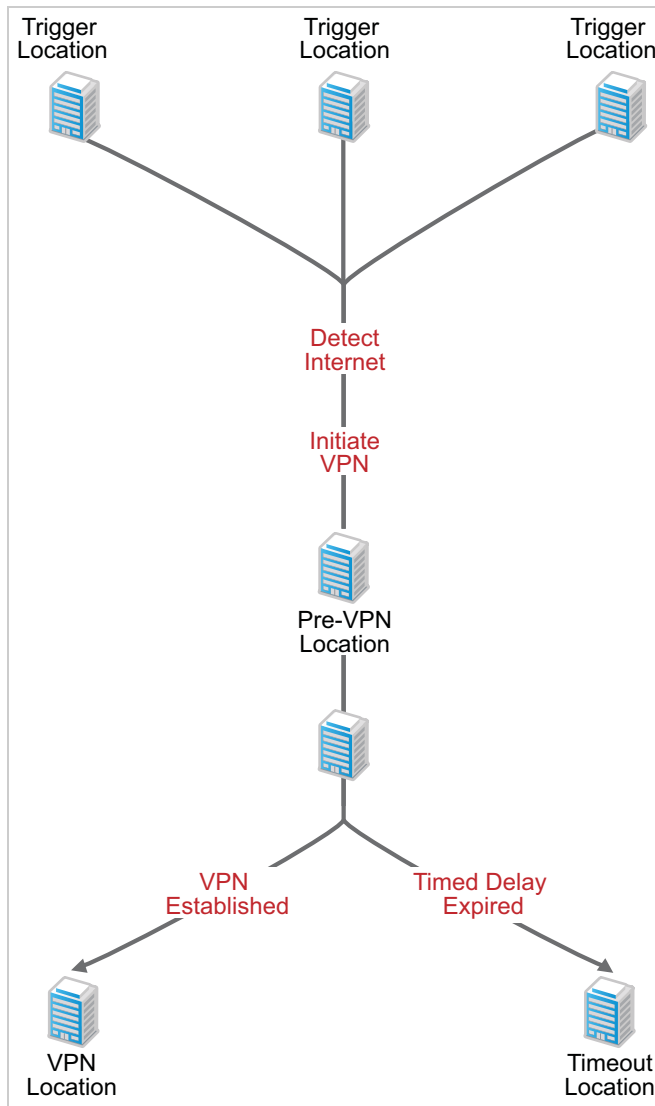 Trigger
Location
Trigger
Location
Trigger
Location
Detect
Internet
Initiate
VPN
Pre-VPN
Location
VPN
Established
Timed Delay
Expired
VPN
Location
Timeout
Location